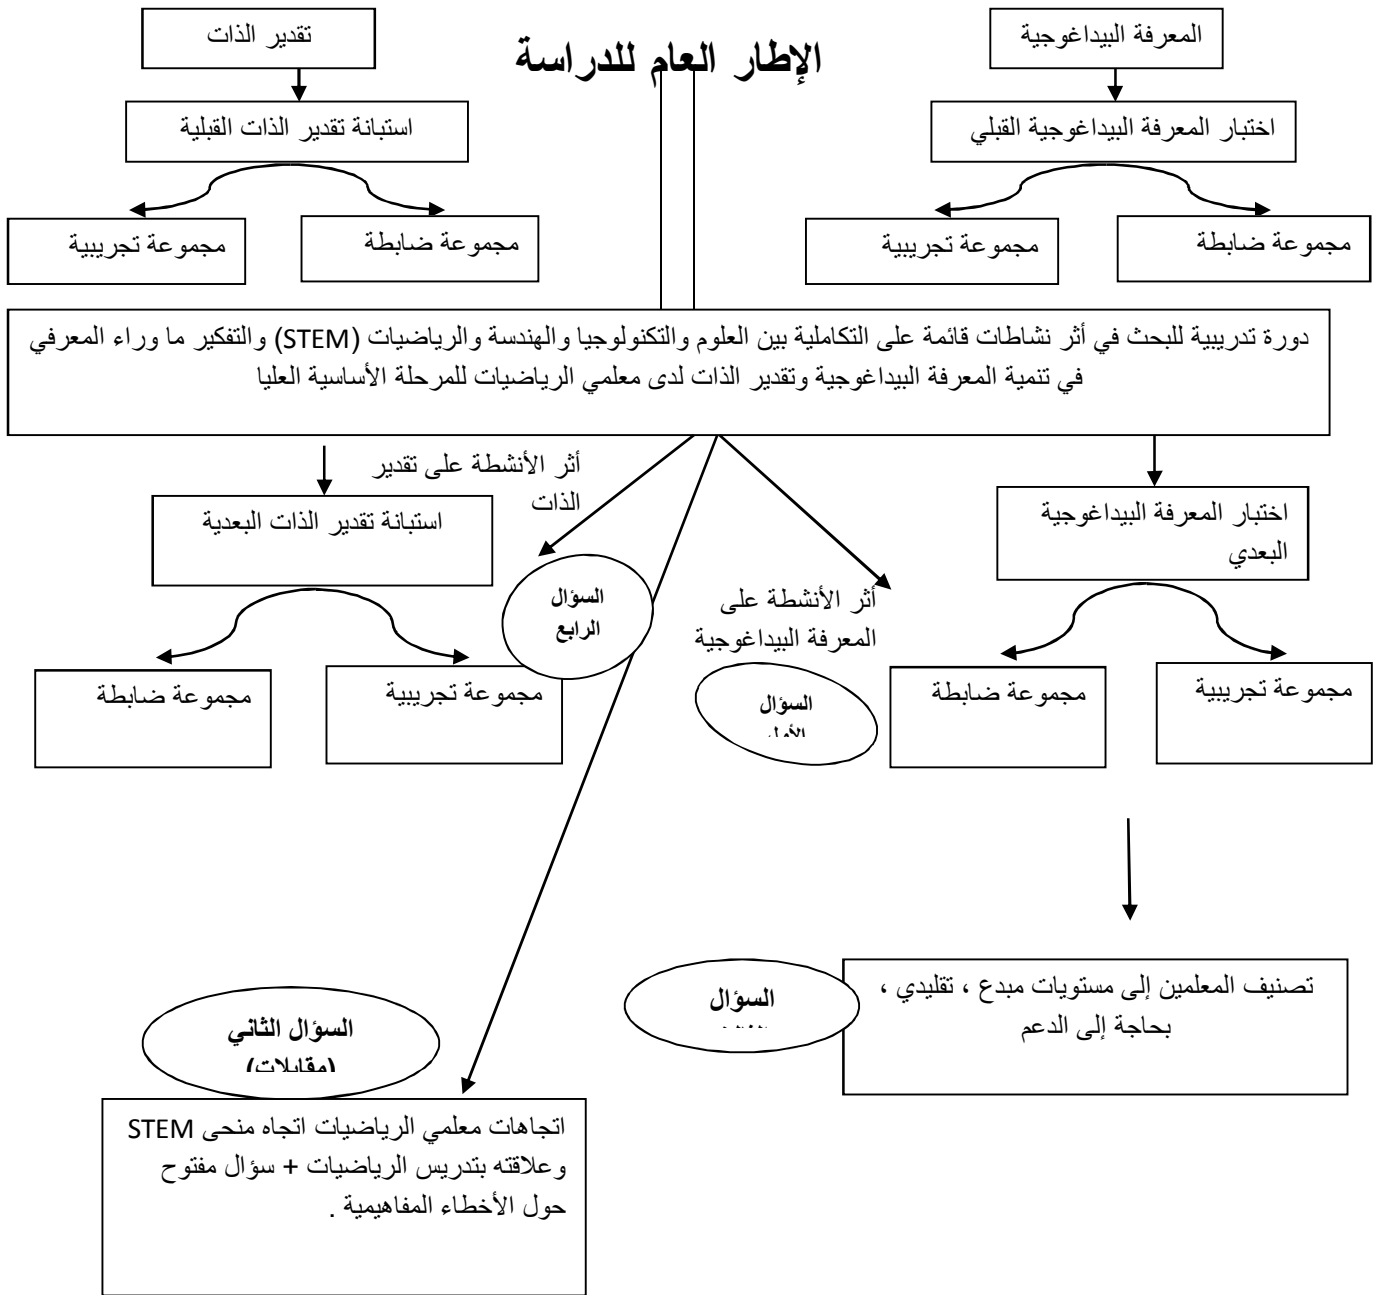 الإطار العام للدراسة
المعرفة البيداغوجية
تقدير الذات
اختبار المعرفة البيداغوجية القبلي
استبانة تقدير الذات القبلية
مجموعة ضابطة
مجموعة تجريبية
مجموعة ضابطة
مجموعة تجريبية
دورة تدريبية للبحث في أثر نشاطات قائمة على التكاملية بين العلوم والتكنولوجيا والهندسة والرياضيات (STEM) والتفكير ما وراء المعرفي
في تنمية المعرفة البيداغوجية وتقدير الذات لدى معلمي الرياضيات للمرحلة الأساسية العليا
أثر الأنشطة على تقدير
الذات
اختبار المعرفة البيداغوجية
البعدي
استبانة تقدير الذات البعدية
السؤال
الرابع
أثر الأنشطة على
المعرفة البيداغوجية
مجموعة تجريبية
مجموعة ضابطة
مجموعة تجريبية
مجموعة ضابطة
السؤال
الأول
تصنيف المعلمين إلى مستويات مبدع ، تقليدي ،
بحاجة إلى الدعم
السؤال
السؤال الثاني
(مقابلات)
اتجاهات معلمي الرياضيات اتجاه منحى STEM
وعلاقته بتدريس الرياضيات + سؤال مفتوح
حول الأخطاء المفاهيمية .